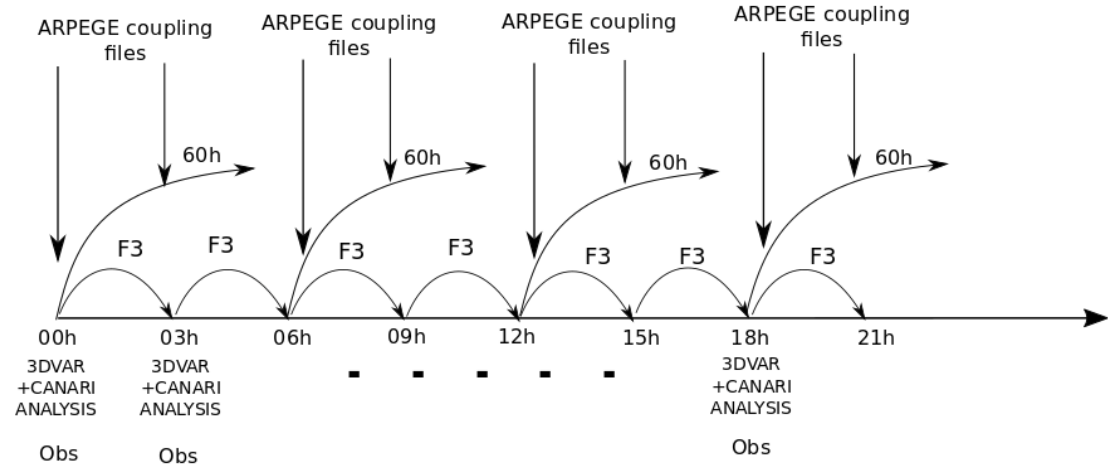 ARPEGE coupling
files
ARPEGE coupling
files
ARPEGE coupling
files
ARPEGE coupling
files
60h
60h
60h
60h
F3
F3
F3
F3
F3
F3
F3
00h
03h
06h
09h
12h
15h
18h
21h
3DVAR
+CANARI
ANALYSIS
Obs
3DVAR
+CANARI
ANALYSIS
Obs
- - - - -
3DVAR
+CANARI
ANALYSIS
Obs